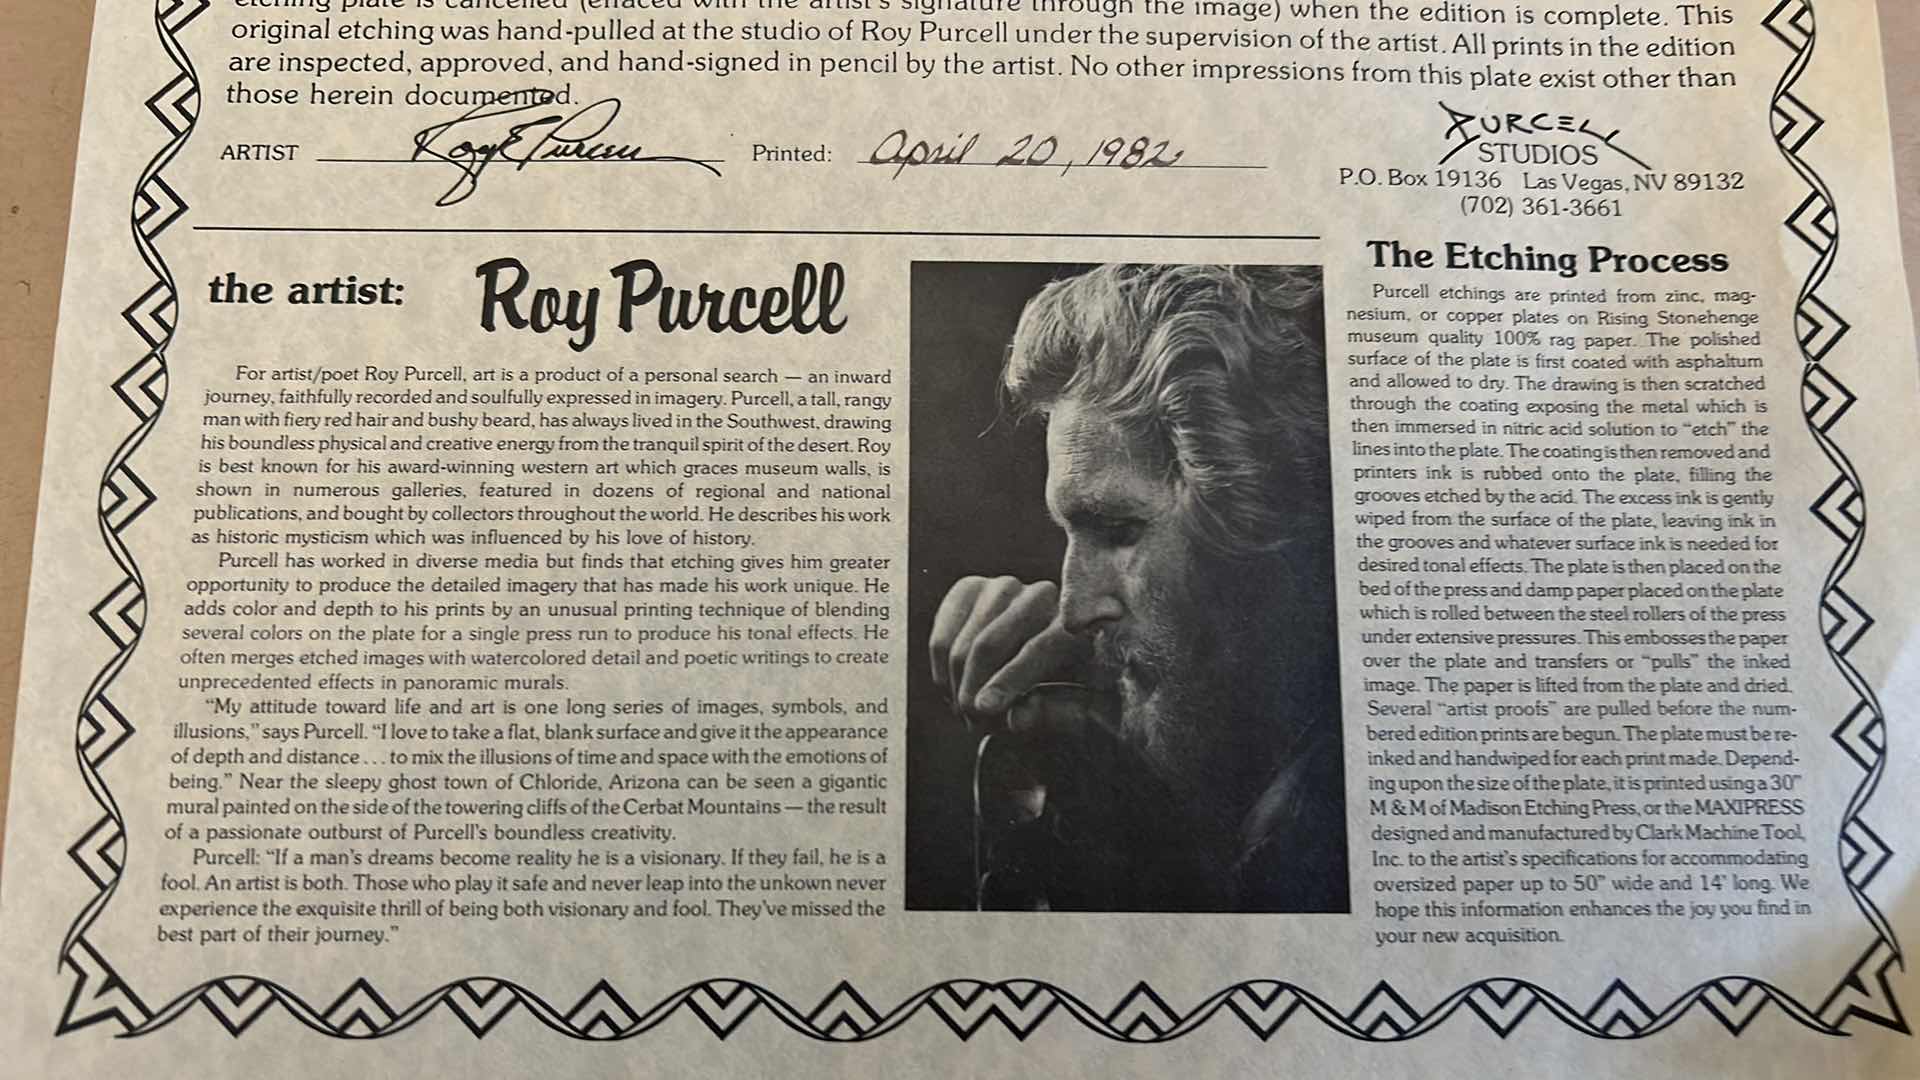 etching plate is cancelled (effaced with the artist's signature through the image) when the edition is complete. This
original etching was hand-pulled at the studio of Roy Purcell under the supervision of the artist. All prints in the edition
are inspected, approved, and hand-signed in pencil by the artist. No other impressions from this plate exist other than
those herein documented.
ARTIST Roy E Purcell Printed: April 20, 1982
PURCELL
STUDIOS
P.O. Box 19136 Las Vegas, NV 89132
(702) 361-3661
the artist: Roy Purcell
For artist/poet Roy Purcell, art is a product of a personal search — an inward
journey, faithfully recorded and soulfully expressed in imagery. Purcell, a tall, rangy
man with fiery red hair and bushy beard, has always lived in the Southwest, drawing
his boundless physical and creative energy from the tranquil spirit of the desert. Roy
is best known for his award-winning western art which graces museum walls, is
shown in numerous galleries, featured in dozens of regional and national
publications, and bought by collectors throughout the world. He describes his work
as historic mysticism which was influenced by his love of history.
Purcell has worked in diverse media but finds that etching gives him greater
opportunity to produce the detailed imagery that has made his work unique. He
adds color and depth to his prints by an unusual printing technique of blending
several colors on the plate for a single press run to produce his tonal effects. He
often merges etched images with watercolored detail and poetic writings to create
unprecedented effects in panoramic murals.
“My attitude toward life and art is one long series of images, symbols, and
illusions,” says Purcell. “I love to take a flat, blank surface and give it the appearance
of depth and distance . . . to mix the illusions of time and space with the emotions of
being.” Near the sleepy ghost town of Chloride, Arizona can be seen a gigantic
mural painted on the side of the towering cliffs of the Cerbat Mountains — the result
of a passionate outburst of Purcell's boundless creativity.
Purcell: “If a man's dreams become reality he is a visionary. If they fail, he is a
fool. An artist is both. Those who play it safe and never leap into the unkown never
experience the exquisite thrill of being both visionary and fool. They've missed the
best part of their journey.”
The Etching Process
Purcell etchings are printed from zinc, mag-
nesium, or copper plates on Rising Stonehenge
museum quality 100% rag paper. The polished
surface of the plate is first coated with asphaltum
and allowed to dry. The drawing is then scratched
through the coating exposing the metal which is
then immersed in nitric acid solution to “etch” the
lines into the plate. The coating is then removed and
printers ink is rubbed onto the plate, filling the
grooves etched by the acid. The excess ink is gently
wiped from the surface of the plate, leaving ink in
the grooves and whatever surface ink is needed for
desired tonal effects. The plate is then placed on the
bed of the press and damp paper placed on the plate
which is rolled between the steel rollers of the press
under extensive pressures. This embosses the paper
over the plate and transfers or “pulls” the inked
image. The paper is lifted from the plate and dried.
Several “artist proofs” are pulled before the num-
bered edition prints are begun. The plate must be re-
inked and handwiped for each print made. Depend-
ing upon the size of the plate, it is printed using a 30”
M & M of Madison Etching Press, or the MAXIPRESS
designed and manufactured by Clark Machine Tool,
Inc. to the artist's specifications for accommodating
oversized paper up to 50” wide and 14' long. We
hope this information enhances the joy you find in
your new acquisition.